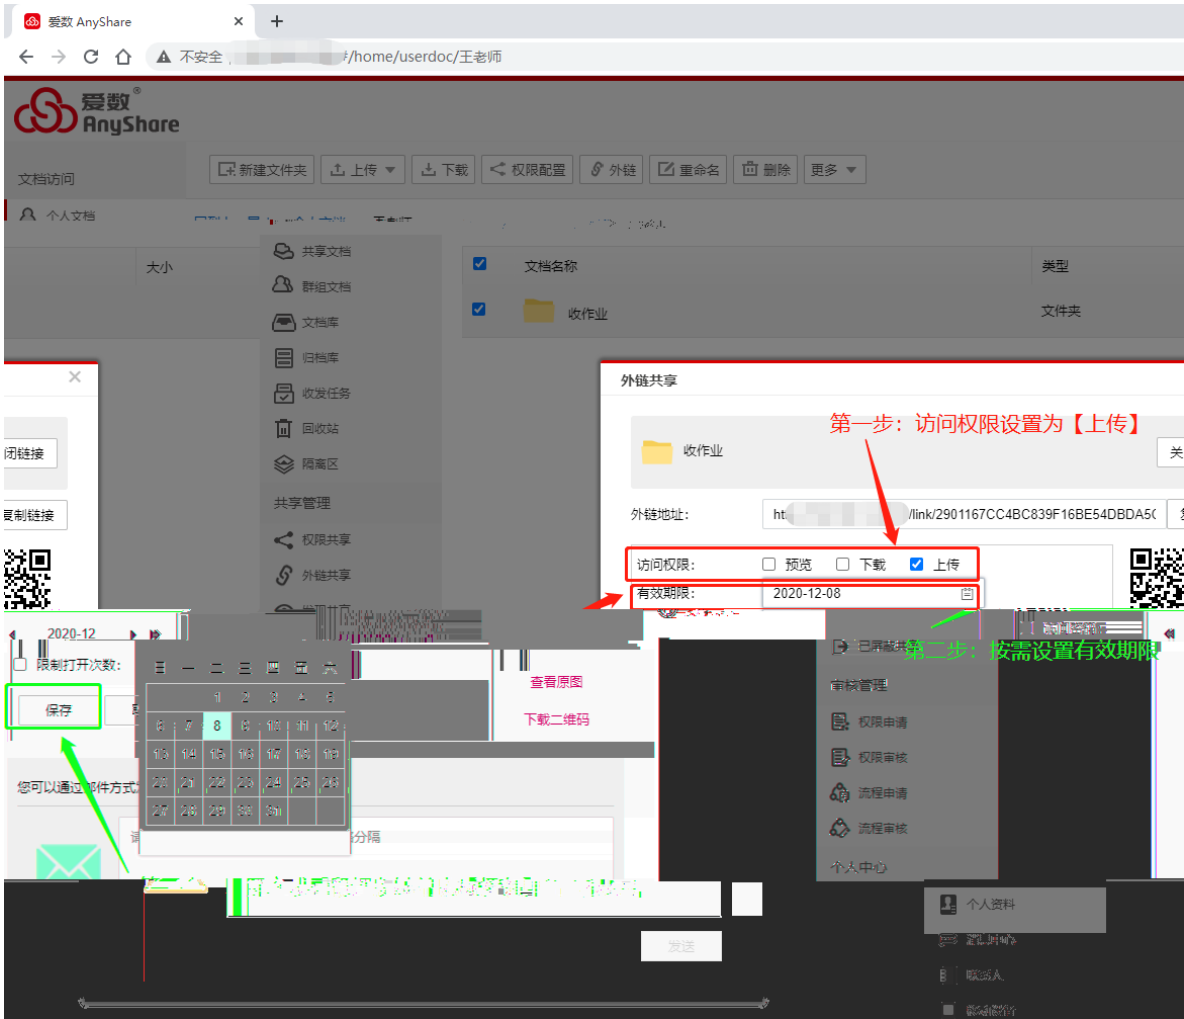 爱数 AnyShare
不安全
#/home/userdoc/王老师
爱数®
AnyShare
文档访问
新建文件夹 上传 下载 权限配置 外链 重命名 删除 更多
个人文档
共享文档
大小
文档名称
类型
群组文档
文档库
收作业
文件夹
归档库
收发任务
外链共享
回收站
第一步：访问权限设置为【上传】
闭链接
收作业
关
隔离区
共享管理
复制链接
外链地址:
/link/2901167CC4BC839F16BE54DBDA5
权限共享
访问权限: 预览 下载 上传
外链共享
有效期限: 2020-12-08
2020-12
第二步：按需设置有效期限
限制打开次数:
日 一 二 三 四 五 六
1 2 3 4 5
6 7 8 9 10 11 12
13 14 15 16 17 18 19
20 21 22 23 24 25 26
27 28 29 30 31
查看原图
审核管理
保存
下载二维码
权限申请
权限审核
您可以通过邮件方式
流程申请
流程审核
分隔
个人中心
个人资料
发送